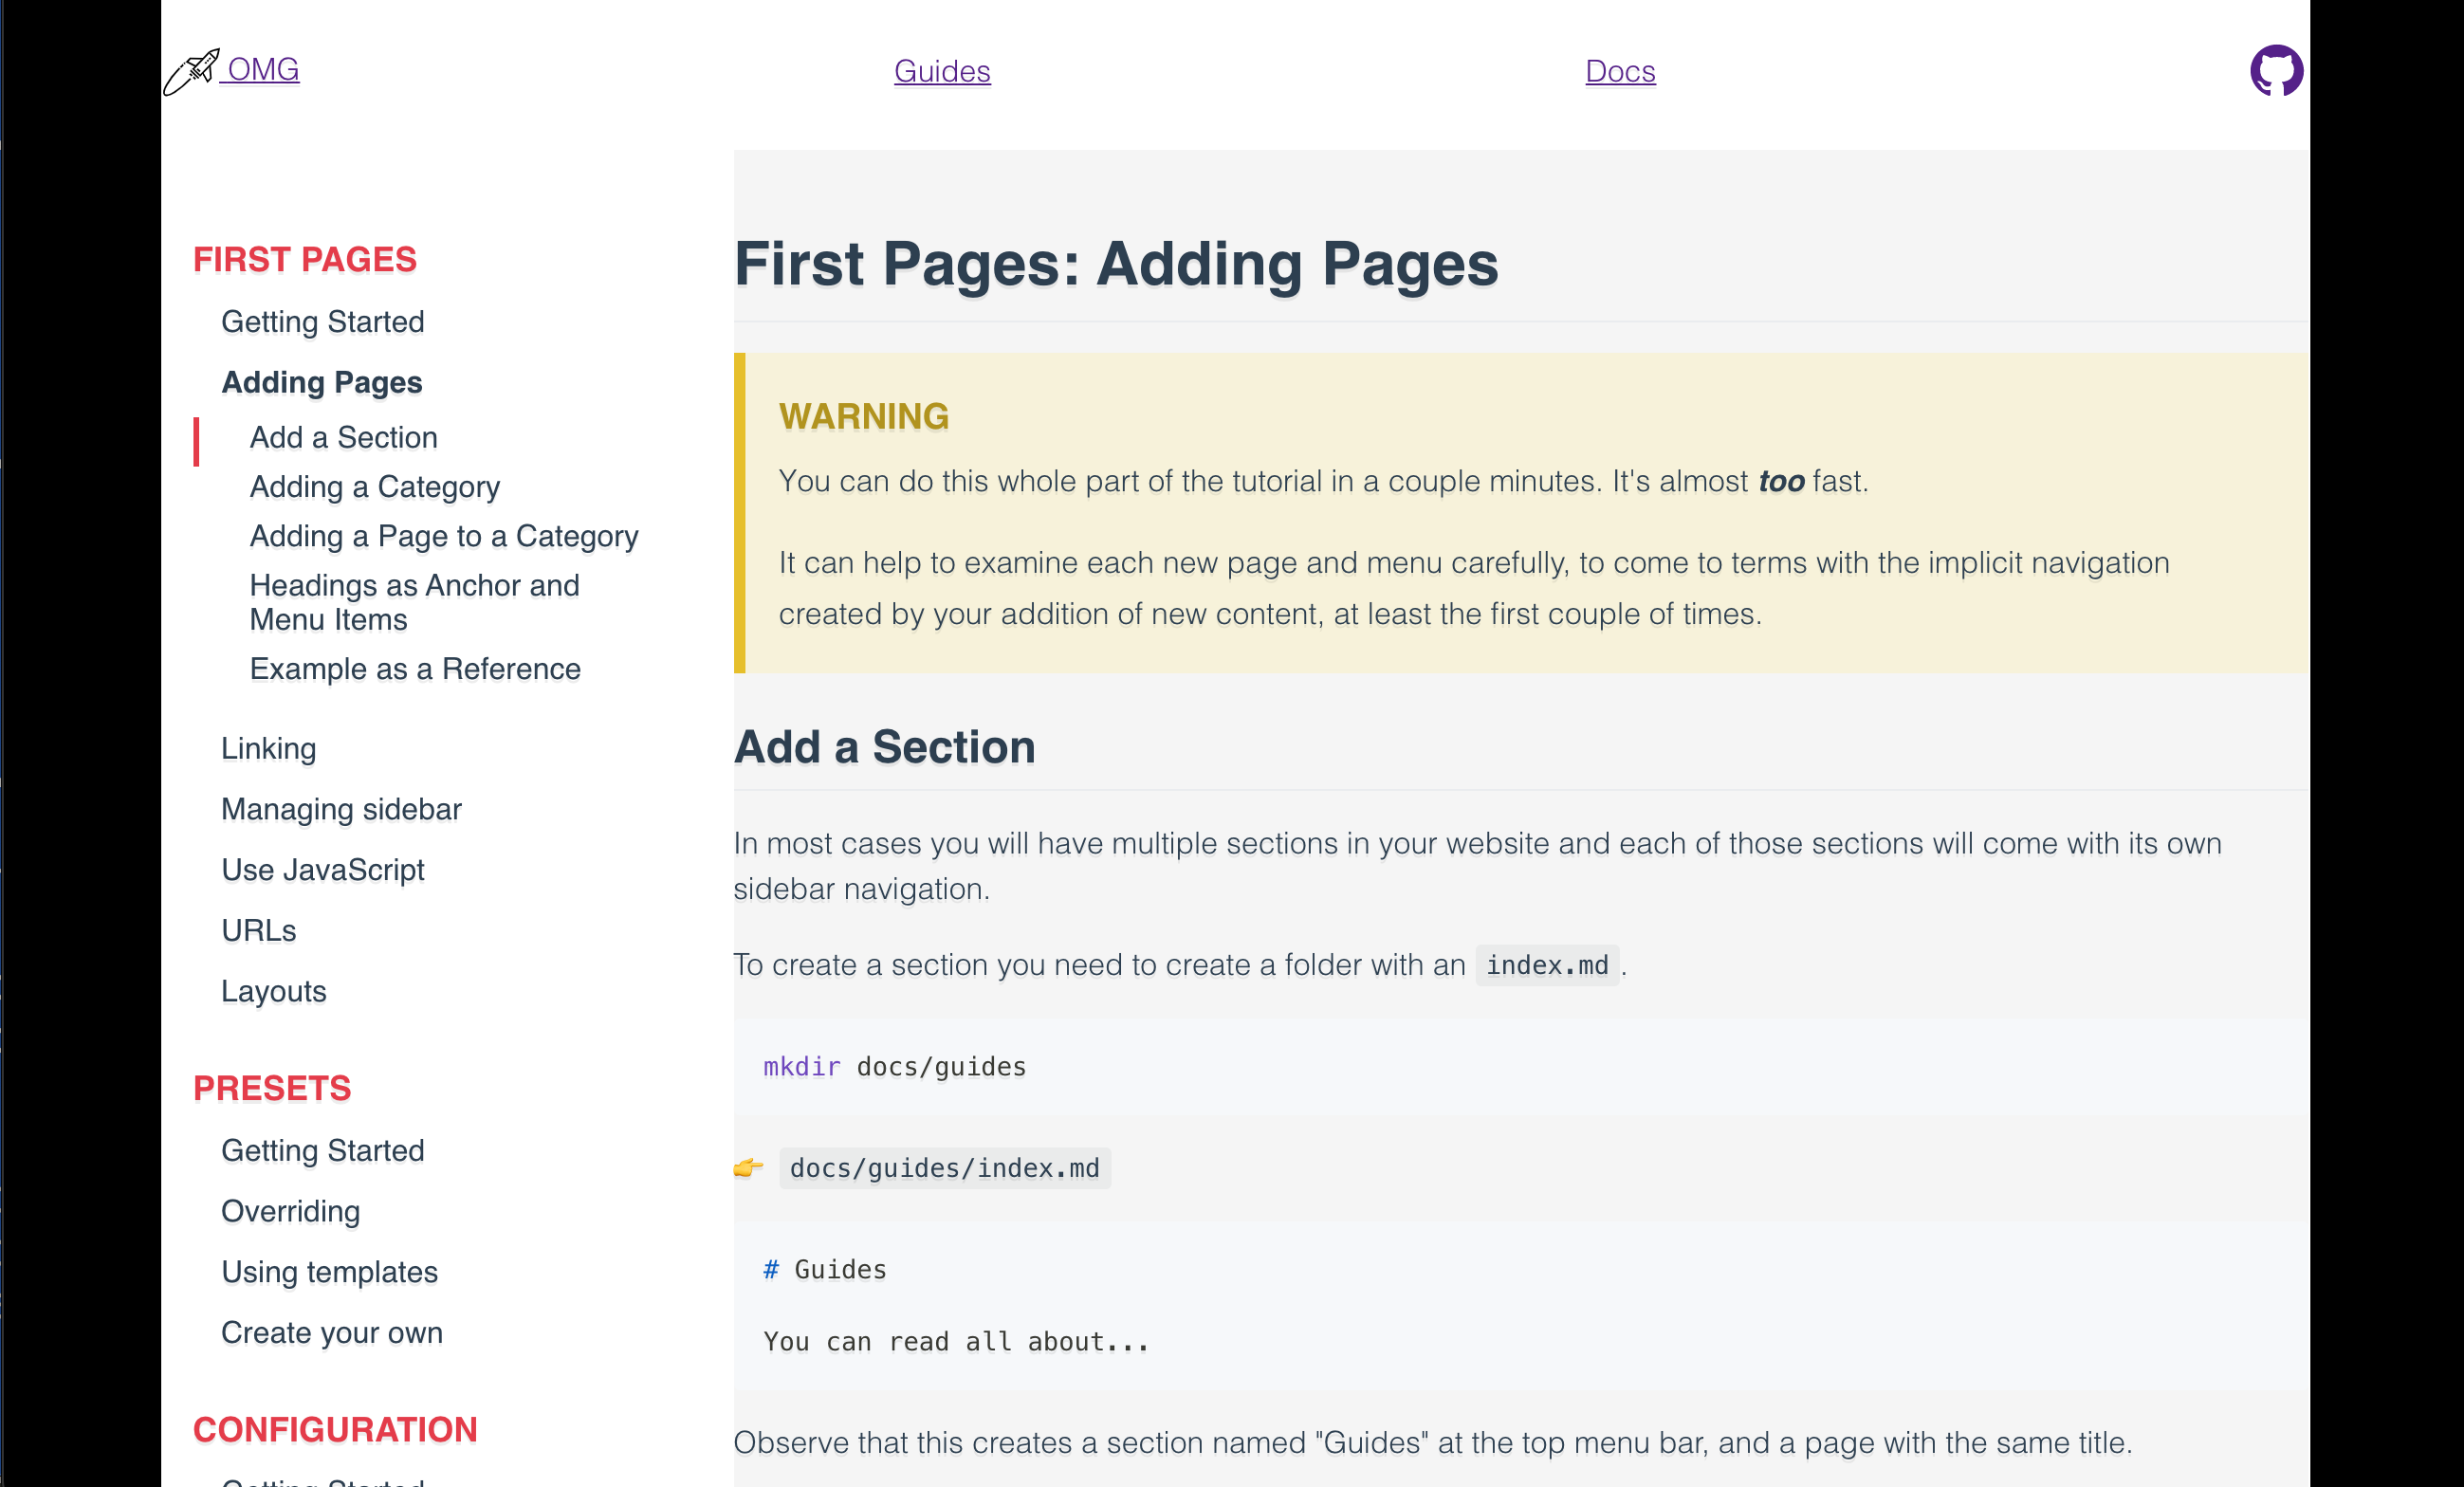 OMG
Guides
Docs
FIRST PAGES
Getting Started
Adding Pages
Add a Section
Adding a Category
Adding a Page to a Category
Headings as Anchor and
Menu Items
Example as a Reference
Linking
Managing sidebar
Use JavaScript
URLs
Layouts
PRESETS
Getting Started
Overriding
Using templates
Create your own
CONFIGURATION
Getting Started
First Pages: Adding Pages
WARNING
You can do this whole part of the tutorial in a couple minutes. It's almost too fast.
It can help to examine each new page and menu carefully, to come to terms with the implicit navigation
created by your addition of new content, at least the first couple of times.
Add a Section
In most cases you will have multiple sections in your website and each of those sections will come with its own
sidebar navigation.
To create a section you need to create a folder with an index.md.
mkdir docs/guides
👉 docs/guides/index.md
# Guides
You can read all about...
Observe that this creates a section named "Guides" at the top menu bar, and a page with the same title.